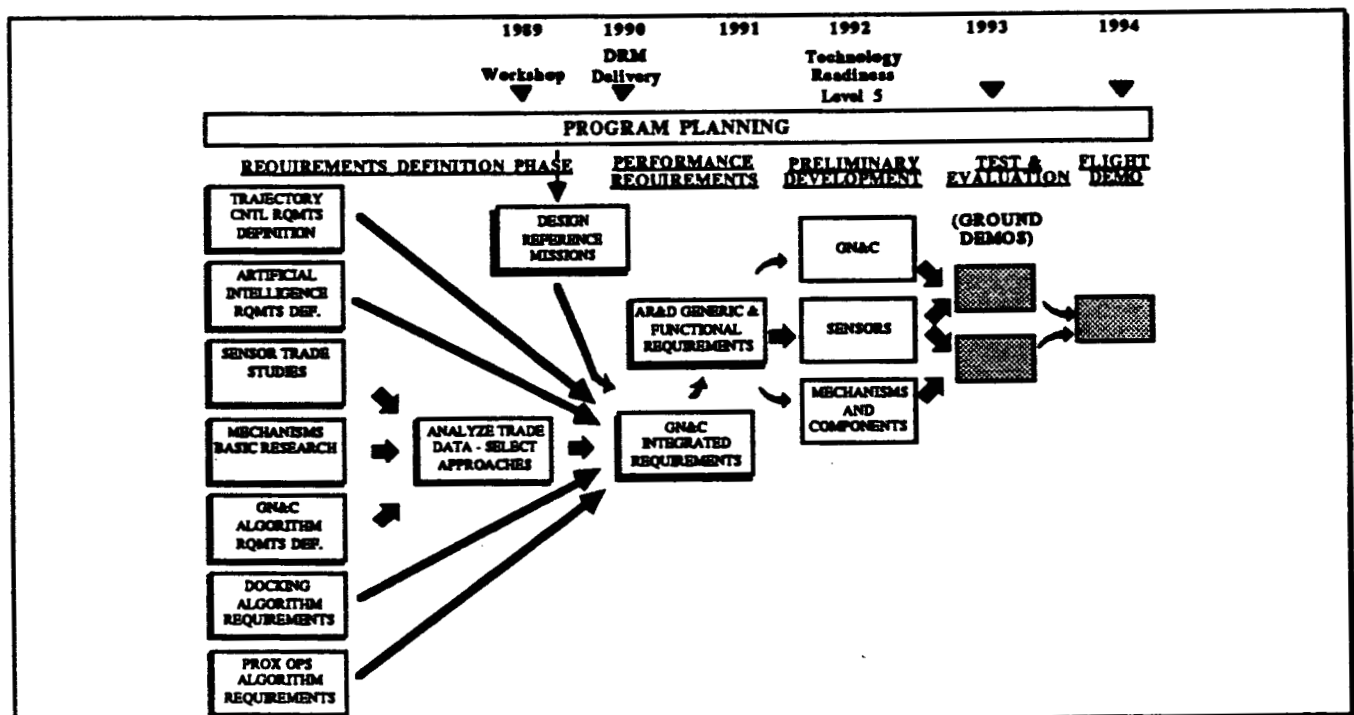 1989 1990 1991 1992 1993 1994
Workshop
DRM
Delivery
Technology
Readiness
Level 5
PROGRAM PLANNING
REQUIREMENTS DEFINITION PHASE
PERFORMANCE
REQUIREMENTS
PRELIMINARY
DEVELOPMENT
TEST &
EVALUATION
FLIGHT
DEMO
TRAJECTORY
CNTL RQMTS
DEFINITION
ARTIFICIAL
INTELLIGENCE
RQMTS DEF.
SENSOR TRADE
STUDIES
MECHANISMS
BASIC RESEARCH
GN&C
ALGORITHM
RQMTS DEF.
DOCKING
ALGORITHM
REQUIREMENTS
PROX OPS
ALGORITHM
REQUIREMENTS
ANALYZE TRADE
DATA - SELECT
APPROACHES
DESIGN
REFERENCE
MISSIONS
GN&C
INTEGRATED
REQUIREMENTS
AR&D GENERIC &
FUNCTIONAL
REQUIREMENTS
GN&C
SENSORS
MECHANISMS
AND
COMPONENTS
(GROUND
DEMOS)